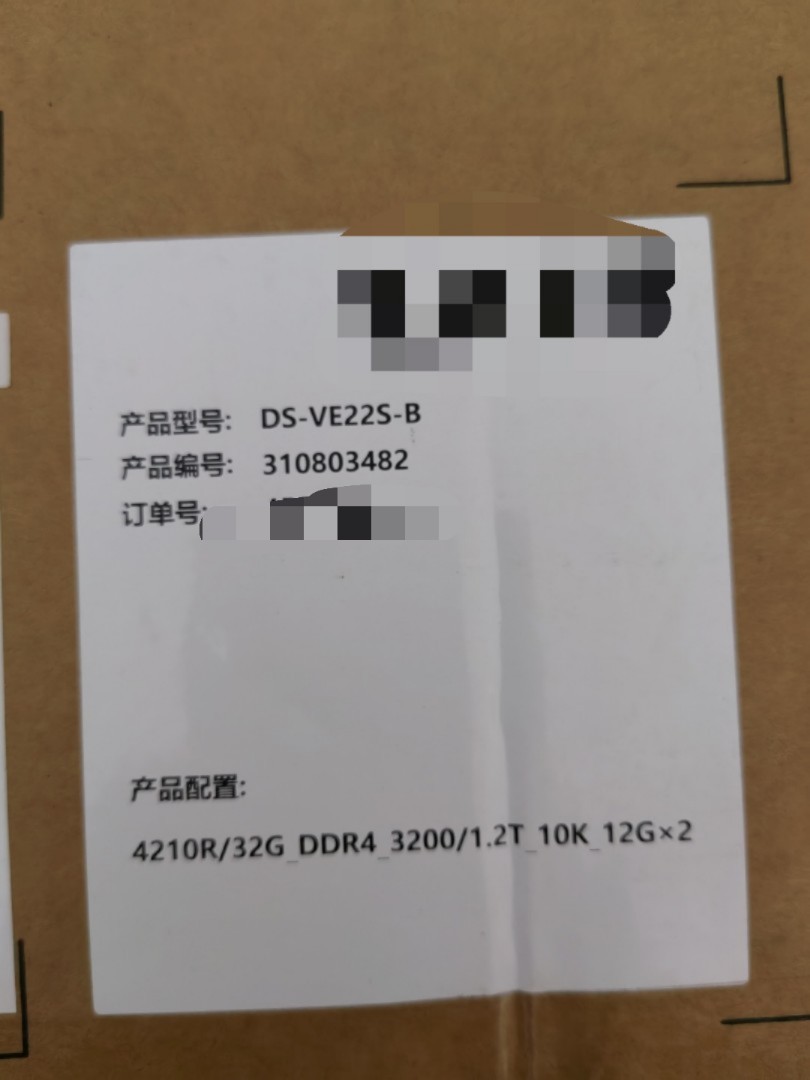 产品型号: DS-VE22S-B
产品编号: 310803482
订单号:
产品配置:
4210R/32G_DDR4_3200/1.2T_10K_12G×2